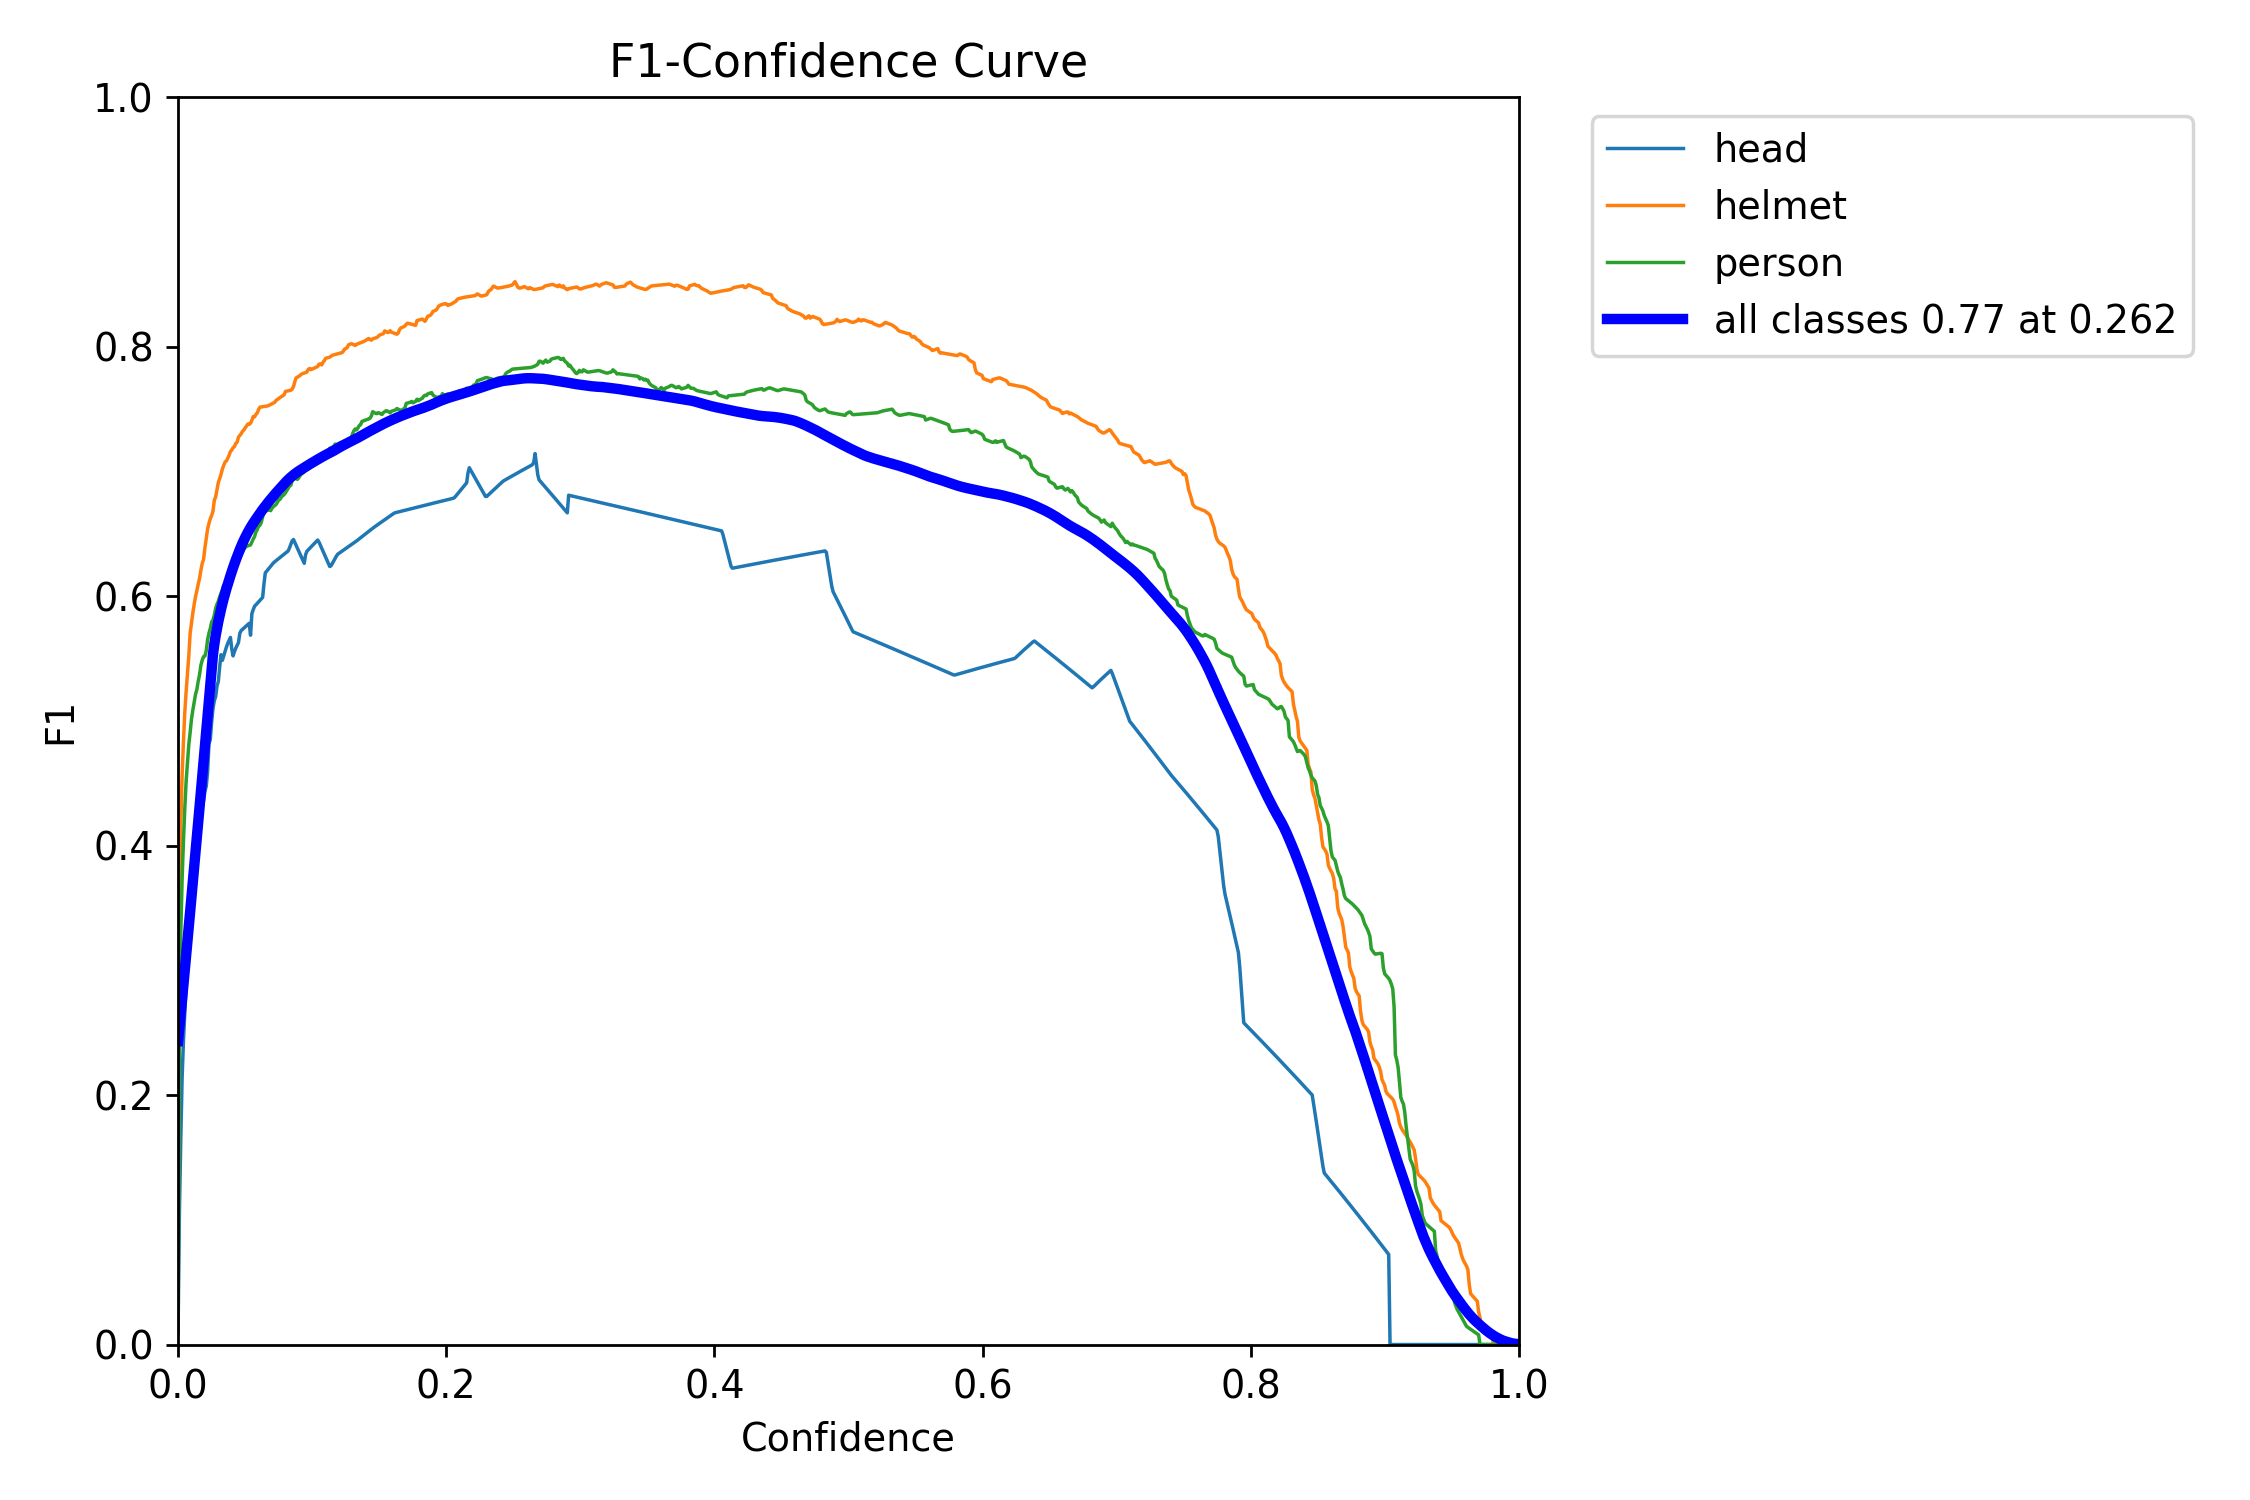 F1-Confidence Curve
1.0
0.8
0.6
0.4
0.2
0.0
F1
0.0 0.2 0.4 0.6 0.8 1.0
Confidence
head
helmet
person
all classes 0.77 at 0.262